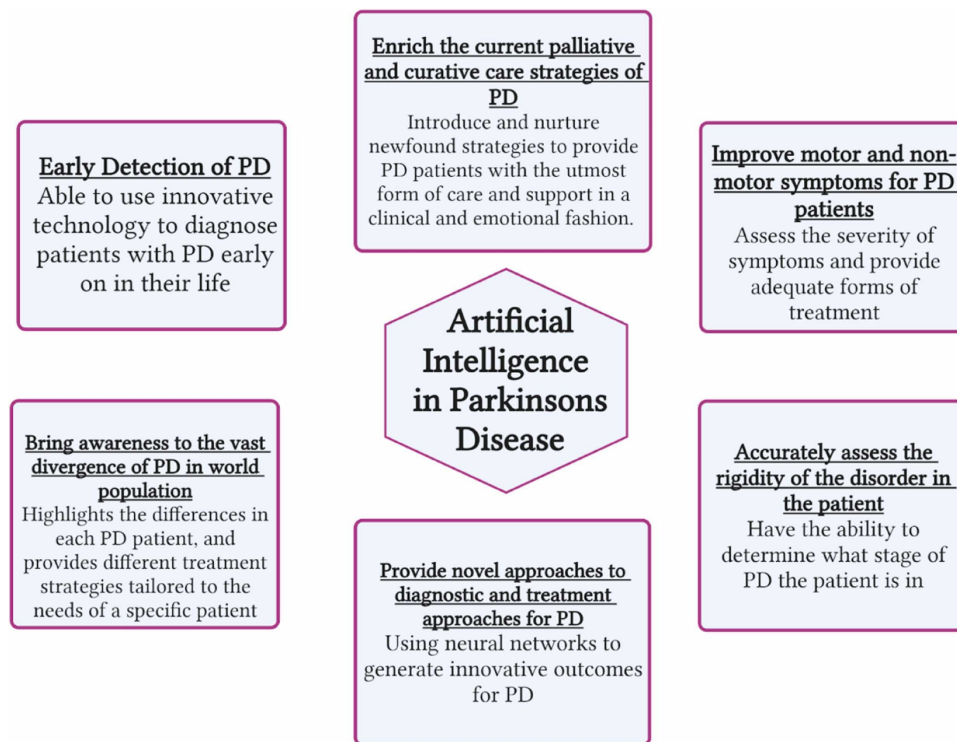 Enrich the current palliative
and curative care strategies of
PD
Introduce and nurture
newfound strategies to provide
PD patients with the utmost
form of care and support in a
clinical and emotional fashion.
Early Detection of PD
Able to use innovative
technology to diagnose
patients with PD early
on in their life
Improve motor and non-
motor symptoms for PD
patients
Assess the severity of
symptoms and provide
adequate forms of
treatment
Artificial
Intelligence
in Parkinsons
Disease
Bring awareness to the vast
divergence of PD in world
population
Highlights the differences in
each PD patient, and
provides different treatment
strategies tailored to the
needs of a specific patient
Accurately assess the
rigidity of the disorder in
the patient
Have the ability to
determine what stage of
PD the patient is in
Provide novel approaches to
diagnostic and treatment
approaches for PD
Using neural networks to
generate innovative outcomes
for PD